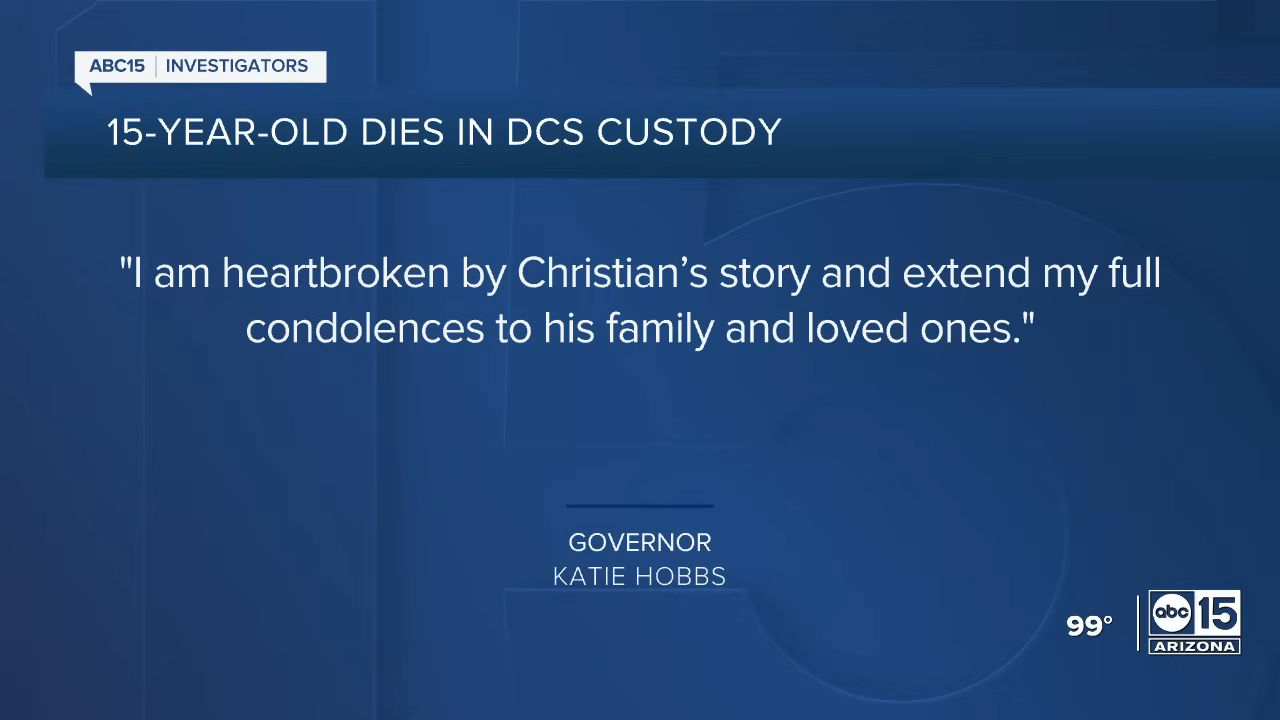 ABC15 | INVESTIGATORS
15-YEAR-OLD DIES IN DCS CUSTODY
"I am heartbroken by Christian’s story and extend my full
condolences to his family and loved ones."
GOVERNOR
KATIE HOBBS
99°
abc 15
ARIZONA